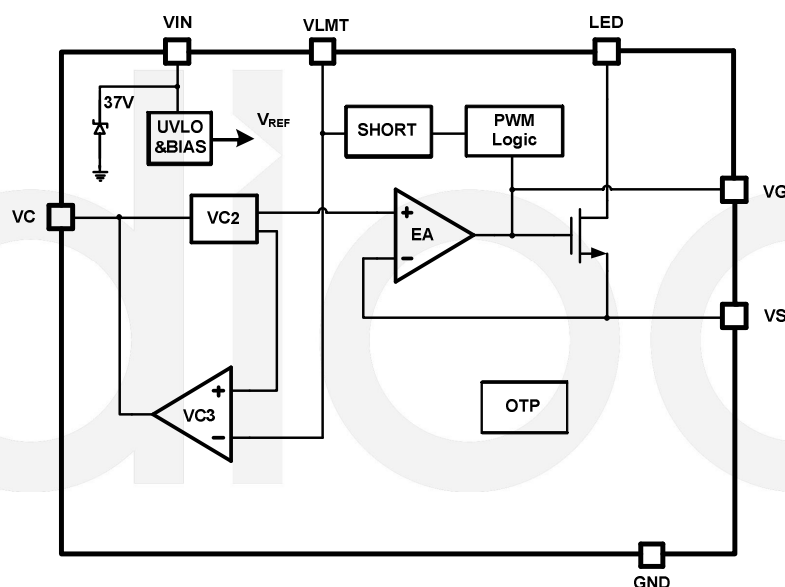 VIN
VLMT
LED
37V
UVLO
&BIAS
VREF
SHORT
PWM
Logic
VC
VC2
+
EA
−
VG
VS
+
VC3
−
OTP
GND